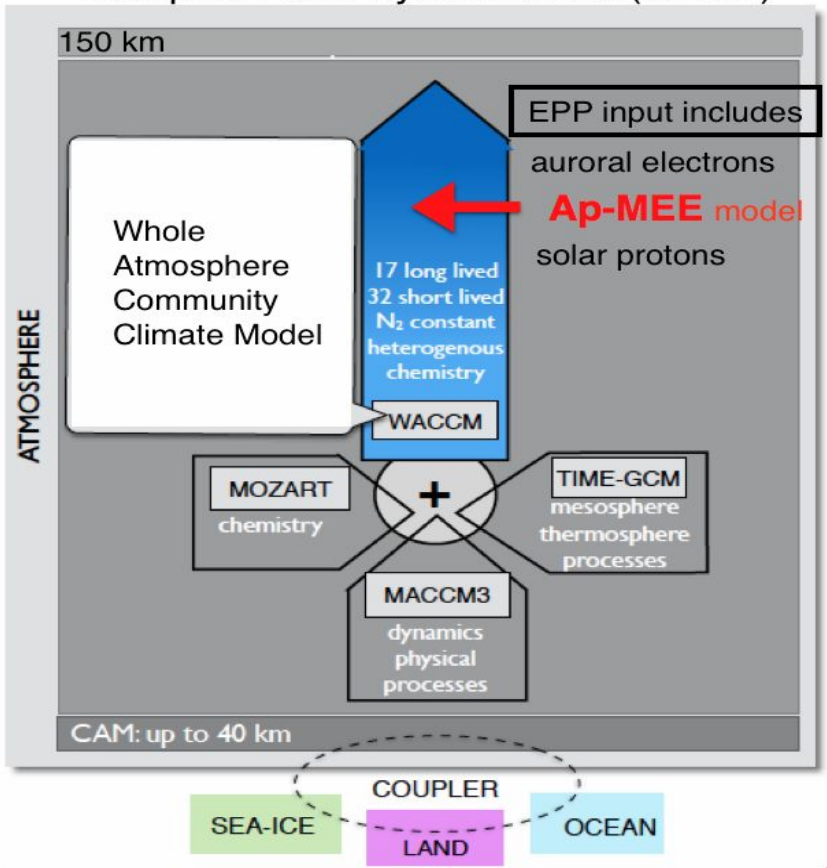 150 km
EPP input includes
auroral electrons
Ap-MEE model
solar protons
Whole
Atmosphere
Community
Climate Model
17 long lived
32 short lived
N₂ constant
heterogenous
chemistry
WACCM
ATMOSPHERE
MOZART
chemistry
+
TIME-GCM
mesosphere
thermosphere
processes
MACCM3
dynamics
physical
processes
CAM: up to 40 km
COUPLER
SEA-ICE
LAND
OCEAN